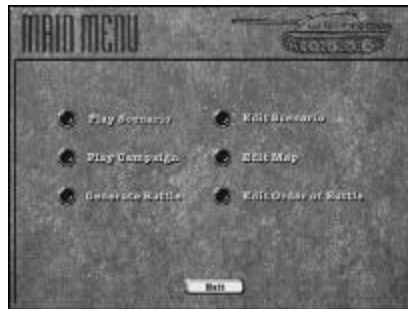 MAIN MENU
Play Scenario
Edit Scenario
Play Campaign
Edit Map
Generate Battle
Edit Order of Battle
Exit